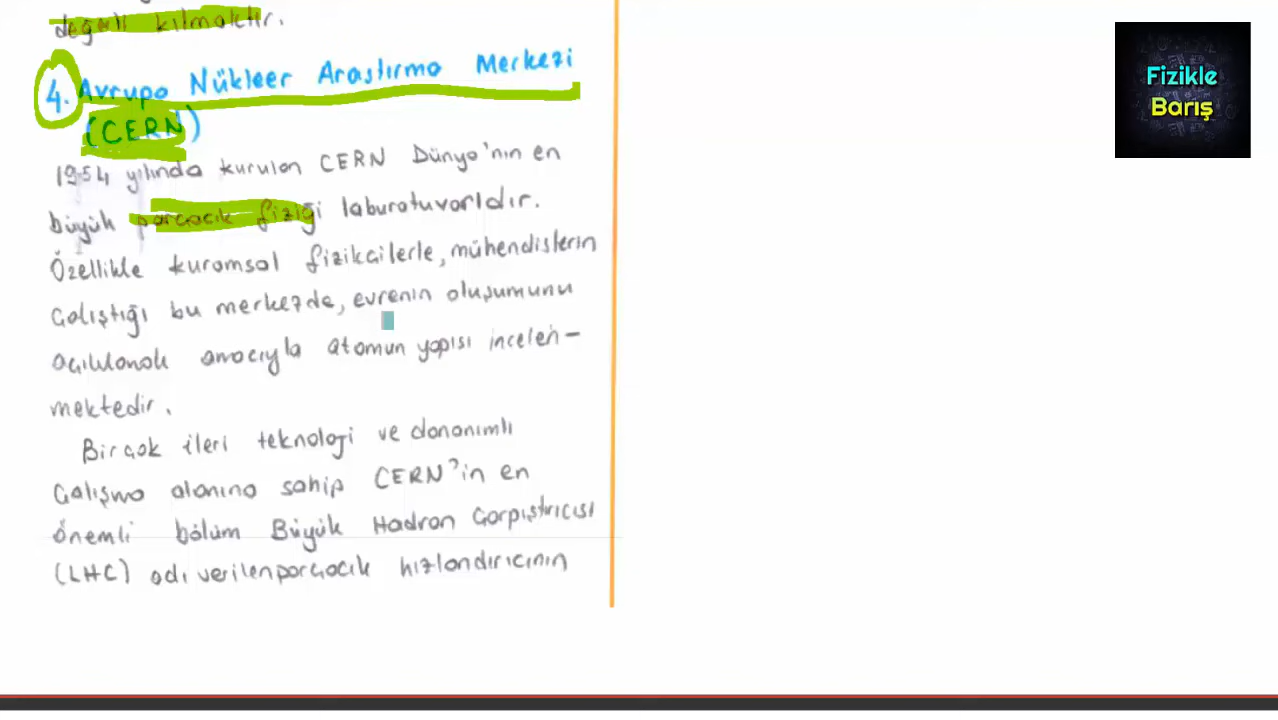 değerli kılmaktır.
4. Avrupa Nükleer Araştırma Merkezi
(CERN)
1954 yılında kurulan CERN Dünya'nın en
büyük parçacık fiziği laburatuvarıdır.
Özellikle kuramsal fizikçilerle, mühendislerin
çalıştığı bu merkezde, evrenin oluşumunu
açıklamak amacıyla atomun yapısı incelen-
mektedir.
Birçok ileri teknoloji ve donanımlı
çalışma alanına sahip CERN'in en
önemli bölüm Büyük Hadron Çarpıştırıcısı
(LHC) adı verilen parçacık hızlandırıcının
Fizikle
Barış